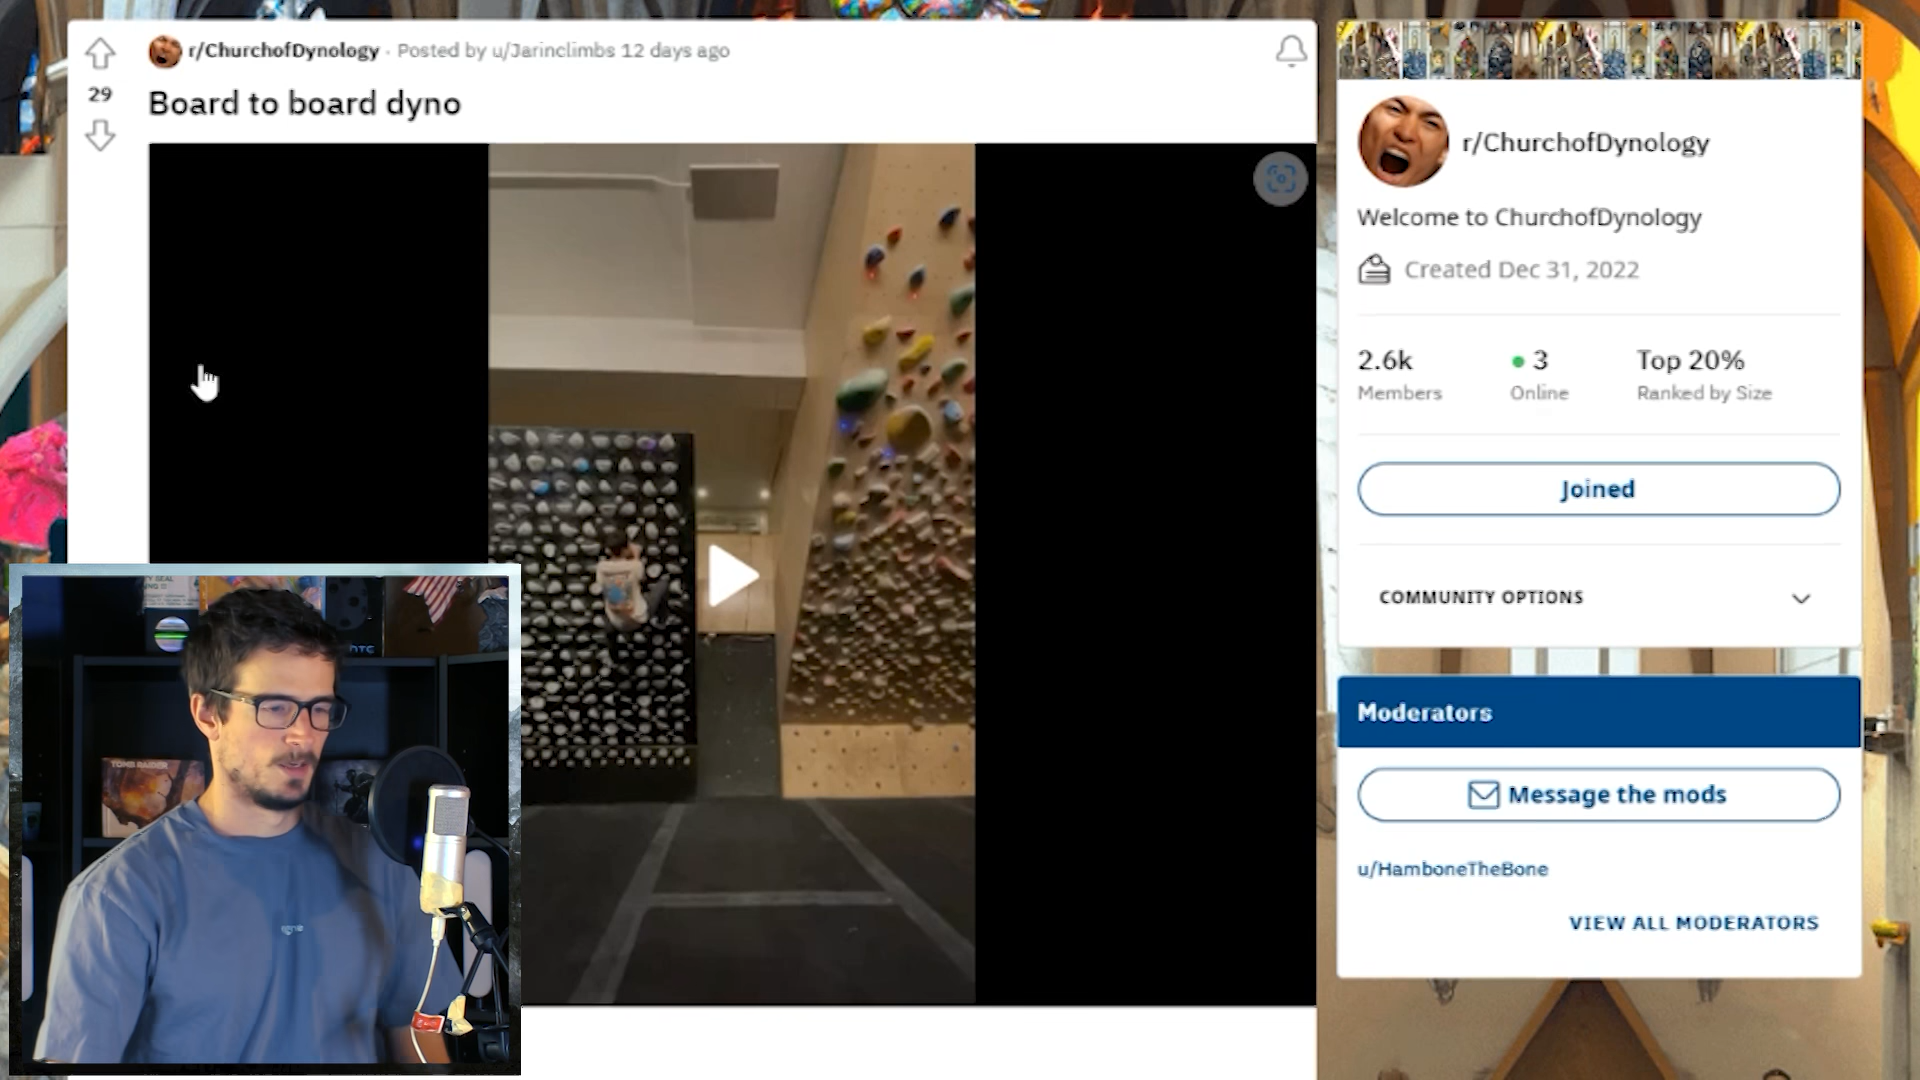 r/ChurchofDynology · Posted by u/Jarinclimbs 12 days ago
29
Board to board dyno
r/ChurchofDynology
Welcome to ChurchofDynology
Created Dec 31, 2022
2.6k
3
Top 20%
Members
Online
Ranked by Size
Joined
COMMUNITY OPTIONS
Moderators
Message the mods
u/HamboneTheBone
VIEW ALL MODERATORS
TOMB RAIDER